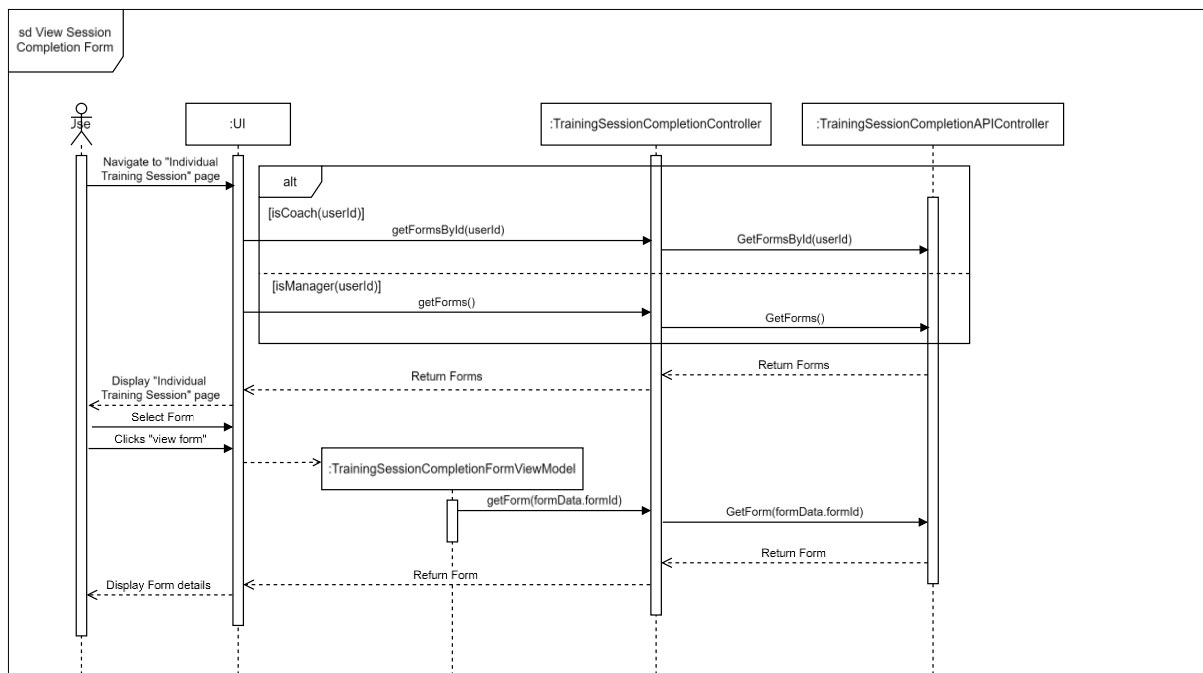 sd View Session
Completion Form
:UI
:TrainingSessionCompletionController
:TrainingSessionCompletionAPIController
Navigate to "Individual
Training Session" page
alt
[isCoach(userId)]
getFormsById(userId)
GetFormsById(userId)
[isManager(userId)]
getForms()
GetForms()
Return Forms
Return Forms
Display "Individual
Training Session" page
Select Form
Clicks "view form"
:TrainingSessionCompletionFormViewModel
getForm(formData.formId)
GetForm(formData.formId)
Return Form
Return Form
Display Form details